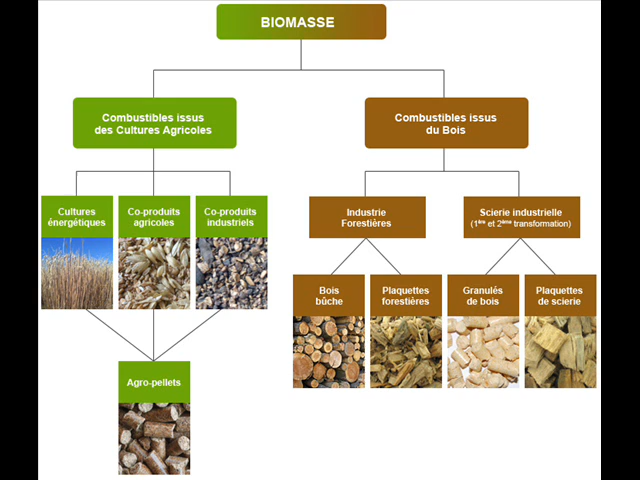 BIOMASSE
Combustibles issus
des Cultures Agricoles
Combustibles issus
du Bois
Cultures
énergétiques
Co-produits
agricoles
Co-produits
industriels
Industrie
Forestières
Scierie industrielle
(1ère et 2ème transformation)
Bois
bûche
Plaquettes
forestières
Granulés
de bois
Plaquettes
de scierie
Agro-pellets